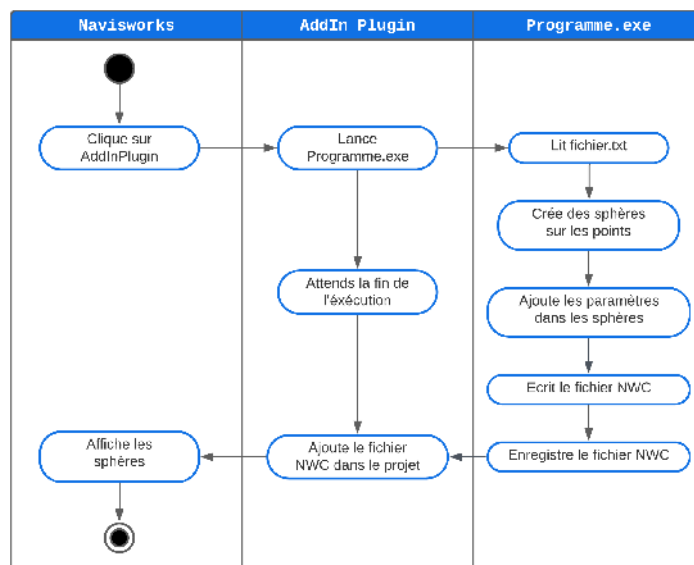 Navisworks
AddIn Plugin
Programme.exe
Clique sur
AddInPlugin
Lance
Programme.exe
Lit fichier.txt
Crée des sphères
sur les points
Attends la fin de
l'éxécution
Ajoute les paramètres
dans les sphères
Ecrit le fichier NWC
Affiche les
sphères
Ajoute le fichier
NWC dans le projet
Enregistre le fichier NWC